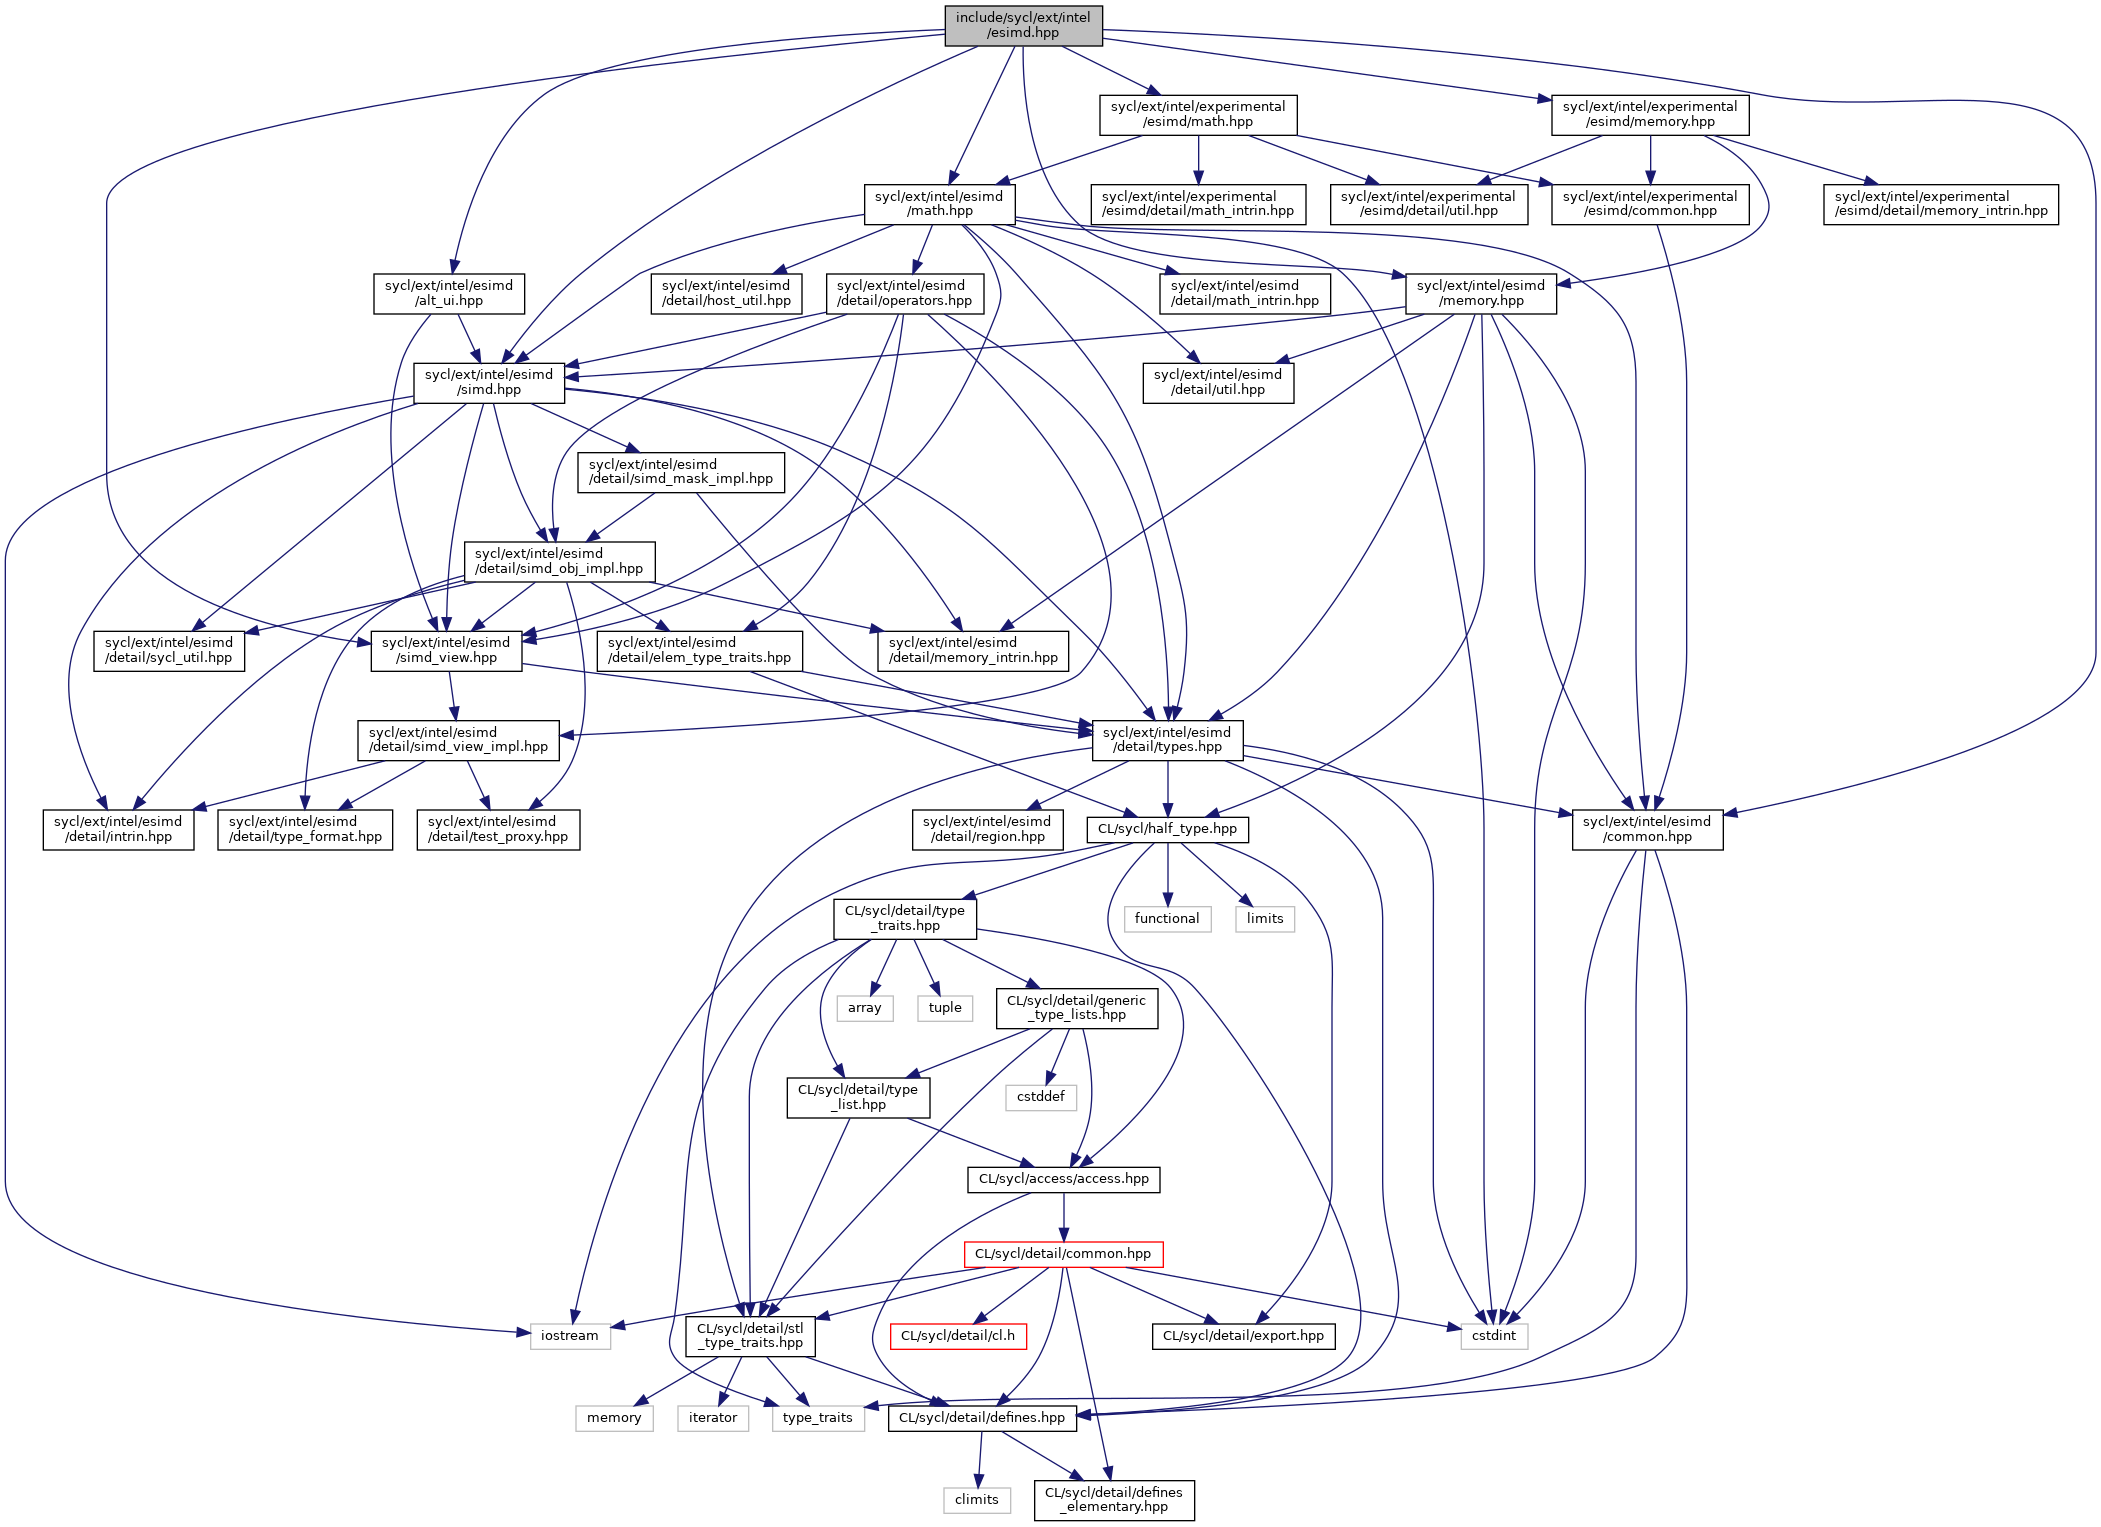 include/sycl/ext/intel
/esimd.hpp
sycl/ext/intel/experimental
/esimd/math.hpp
sycl/ext/intel/experimental
/esimd/memory.hpp
sycl/ext/intel/esimd
/math.hpp
sycl/ext/intel/experimental
/esimd/detail/math_intrin.hpp
sycl/ext/intel/experimental
/esimd/detail/util.hpp
sycl/ext/intel/experimental
/esimd/common.hpp
sycl/ext/intel/experimental
/esimd/detail/memory_intrin.hpp
sycl/ext/intel/esimd
/alt_ui.hpp
sycl/ext/intel/esimd
/detail/host_util.hpp
sycl/ext/intel/esimd
/detail/operators.hpp
sycl/ext/intel/esimd
/detail/math_intrin.hpp
sycl/ext/intel/esimd
/memory.hpp
sycl/ext/intel/esimd
/simd.hpp
sycl/ext/intel/esimd
/detail/util.hpp
sycl/ext/intel/esimd
/detail/simd_mask_impl.hpp
sycl/ext/intel/esimd
/detail/simd_obj_impl.hpp
sycl/ext/intel/esimd
/detail/sycl_util.hpp
sycl/ext/intel/esimd
/simd_view.hpp
sycl/ext/intel/esimd
/detail/elem_type_traits.hpp
sycl/ext/intel/esimd
/detail/memory_intrin.hpp
sycl/ext/intel/esimd
/detail/simd_view_impl.hpp
sycl/ext/intel/esimd
/detail/types.hpp
sycl/ext/intel/esimd
/detail/intrin.hpp
sycl/ext/intel/esimd
/detail/type_format.hpp
sycl/ext/intel/esimd
/detail/test_proxy.hpp
sycl/ext/intel/esimd
/detail/region.hpp
CL/sycl/half_type.hpp
sycl/ext/intel/esimd
/common.hpp
CL/sycl/detail/type
_traits.hpp
functional
limits
array
tuple
CL/sycl/detail/generic
_type_lists.hpp
CL/sycl/detail/type
_list.hpp
cstddef
CL/sycl/access/access.hpp
CL/sycl/detail/common.hpp
iostream
CL/sycl/detail/stl
_type_traits.hpp
CL/sycl/detail/cl.h
CL/sycl/detail/export.hpp
cstdint
memory
iterator
type_traits
CL/sycl/detail/defines.hpp
climits
CL/sycl/detail/defines
_elementary.hpp